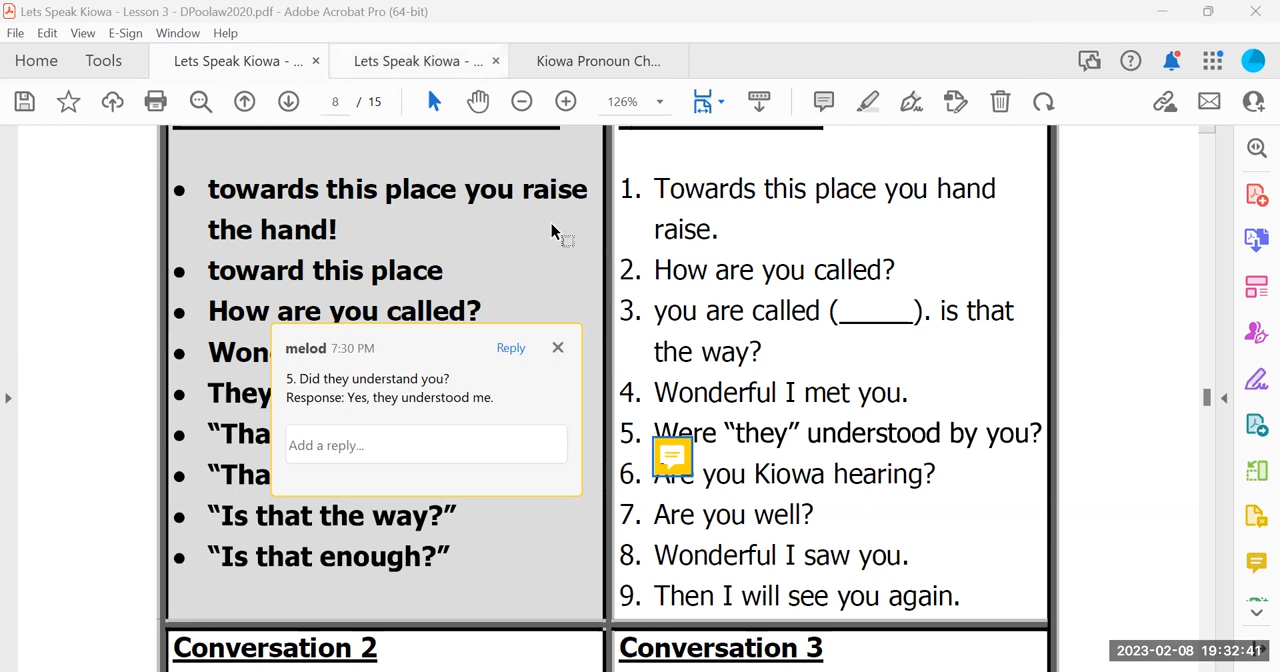 Lets Speak Kiowa - Lesson 3 - DPoolaw2020.pdf - Adobe Acrobat Pro (64-bit)
File Edit View E-Sign Window Help
Home Tools Lets Speak Kiowa - ... × Lets Speak Kiowa - ... × Kiowa Pronoun Ch...
8 / 15 126%
• towards this place you raise
the hand!
• toward this place
• How are you called?
• Won
• They
• “Tha
• “Tha
• “Is that the way?”
• “Is that enough?”
melod 7:30 PM Reply
5. Did they understand you?
Response: Yes, they understood me.
Add a reply...
1. Towards this place you hand
raise.
2. How are you called?
3. you are called (_____). is that
the way?
4. Wonderful I met you.
5. Were “they” understood by you?
6. Are you Kiowa hearing?
7. Are you well?
8. Wonderful I saw you.
9. Then I will see you again.
Conversation 2
Conversation 3
2023-02-08 19:32:41